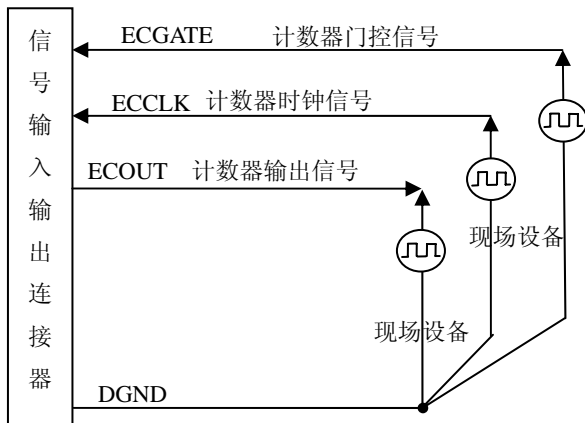 信号输入输出连接器
ECGATE 计数器门控信号
ECCLK 计数器时钟信号
ECOUT 计数器输出信号
现场设备
现场设备
DGND